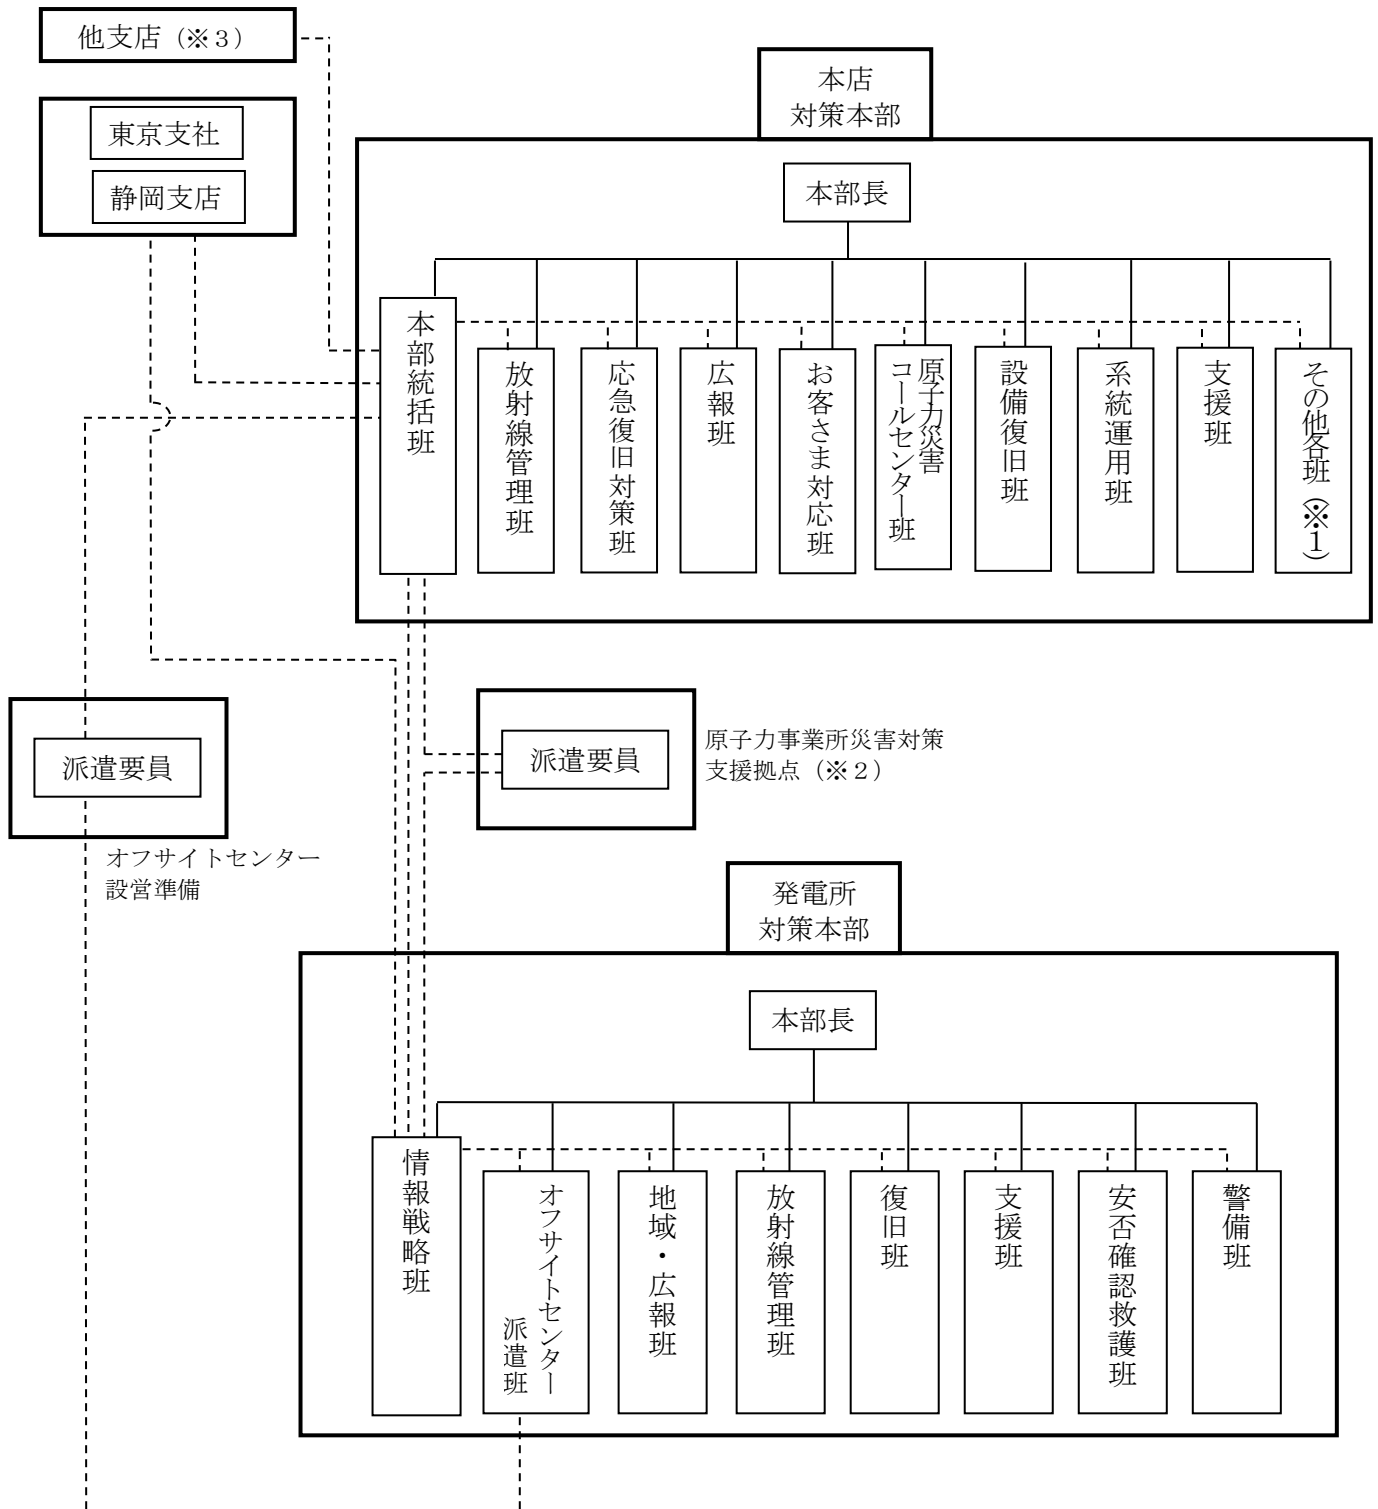 他支店（※３）
東京支社
静岡支店
本店
対策本部
本部長
本部統括班
放射線管理班
応急復旧対策班
広報班
お客さま対応班
原子力災害
コールセンター班
設備復旧班
系統運用班
支援班
その他各班（※１）
派遣要員
オフサイトセンター
設営準備
派遣要員
原子力事業所災害対策
支援拠点（※２）
発電所
対策本部
本部長
情報戦略班
オフサイトセンター
派遣班
地域・広報班
放射線管理班
復旧班
支援班
安否確認救護班
警備班